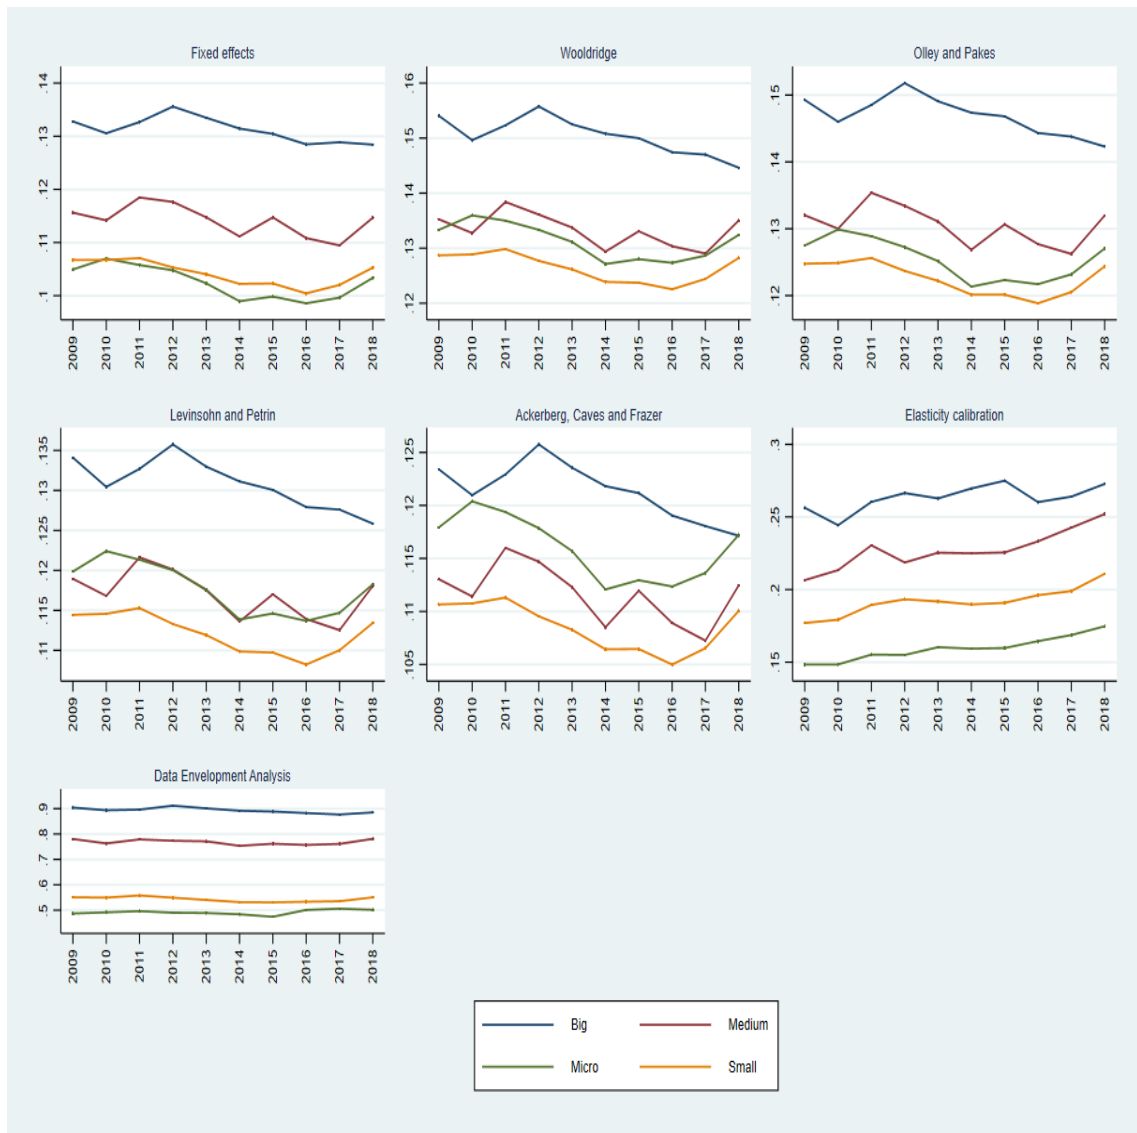 Fixed effects
.14
.13
.12
.11
.1
2009 2010 2011 2012 2013 2014 2015 2016 2017 2018
Wooldridge
.16
.15
.14
.13
.12
2009 2010 2011 2012 2013 2014 2015 2016 2017 2018
Olley and Pakes
.15
.14
.13
.12
2009 2010 2011 2012 2013 2014 2015 2016 2017 2018
Levinsohn and Petrin
.135
.13
.125
.12
.115
.11
2009 2010 2011 2012 2013 2014 2015 2016 2017 2018
Ackerberg, Caves and Frazer
.125
.12
.115
.11
.105
2009 2010 2011 2012 2013 2014 2015 2016 2017 2018
Elasticity calibration
.3
.25
.2
.15
2009 2010 2011 2012 2013 2014 2015 2016 2017 2018
Data Envelopment Analysis
.9
.8
.7
.6
.5
2009 2010 2011 2012 2013 2014 2015 2016 2017 2018
Big Medium
Micro Small